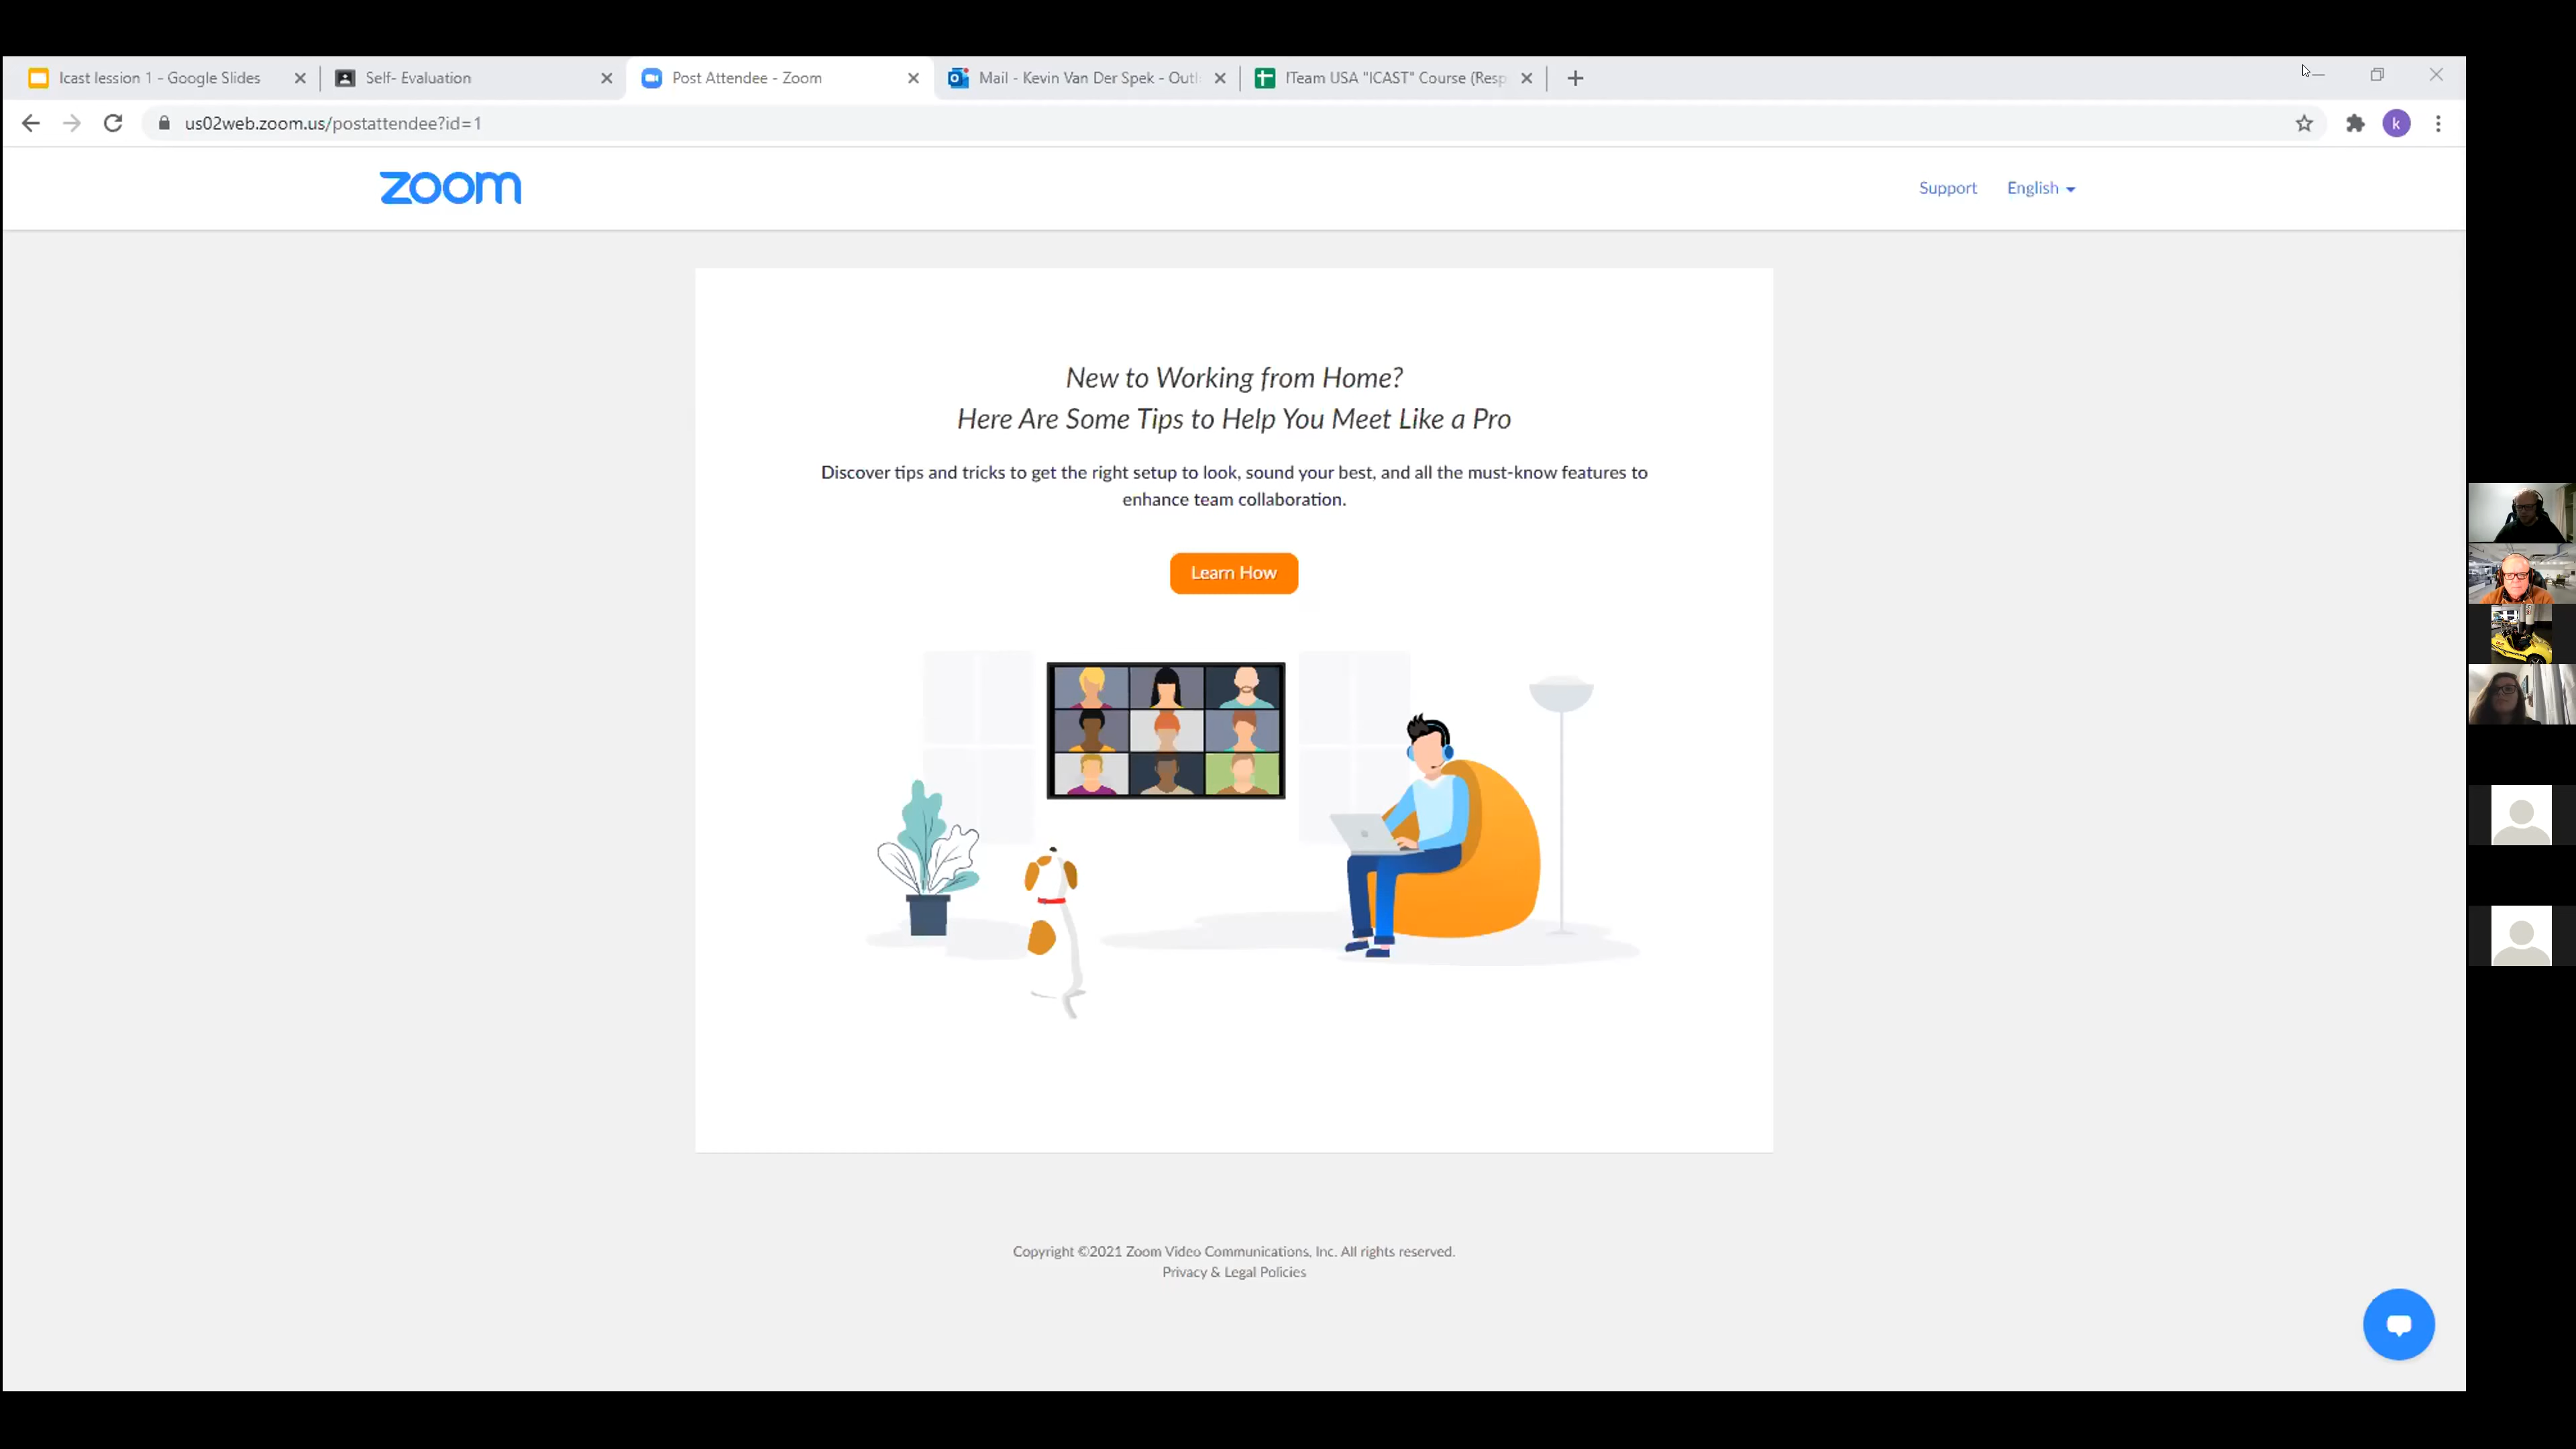 Icast lession 1 - Google Slides
Self- Evaluation
Post Attendee - Zoom
Mail - Kevin Van Der Spek - Outl
!Team USA "ICAST" Course (Resp
us02web.zoom.us/postattendee?id=1
k
zoom
Support
English
New to Working from Home?
Here Are Some Tips to Help You Meet Like a Pro
Discover tips and tricks to get the right setup to look, sound your best, and all the must-know features to
enhance team collaboration.
Learn How
Copyright ©2021 Zoom Video Communications, Inc. All rights reserved.
Privacy & Legal Policies